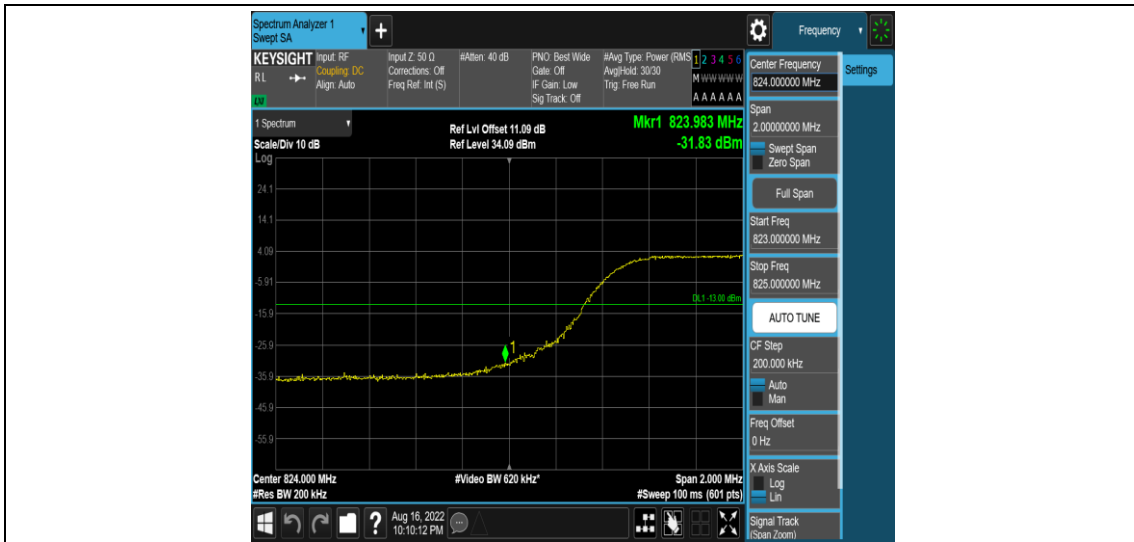 Spectrum Analyzer 1
Swept SA
Frequency
KEYSIGHT
RL
Input: RF
Coupling: DC
Align: Auto
Input Z: 50 Ω
Corrections: Off
Freq Ref: Int (S)
#Atten: 40 dB
PNO: Best Wide
Gate: Off
IF Gain: Low
Sig Track: Off
#Avg Type: Power (RMS
Avg|Hold: 30/30
Trig: Free Run
1 2 3 4 5 6
M W W W W W
A A A A A A
1 Spectrum
Scale/Div 10 dB
Ref Lvl Offset 11.09 dB
Ref Level 34.09 dBm
Mkr1 823.983 MHz
-31.83 dBm
Log
24.1
14.1
4.09
-5.91
-15.9
-25.9
-35.9
-45.9
-55.9
DL1 -13.00 dBm
1
Center 824.000 MHz
#Res BW 200 kHz
#Video BW 620 kHz*
Span 2.000 MHz
#Sweep 100 ms (601 pts)
Center Frequency
824.000000 MHz
Settings
Span
2.00000000 MHz
Swept Span
Zero Span
Full Span
Start Freq
823.000000 MHz
Stop Freq
825.000000 MHz
AUTO TUNE
CF Step
200.000 kHz
Auto
Man
Freq Offset
0 Hz
X Axis Scale
Log
Lin
Signal Track
(Span Zoom)
?
Aug 16, 2022
10:10:12 PM